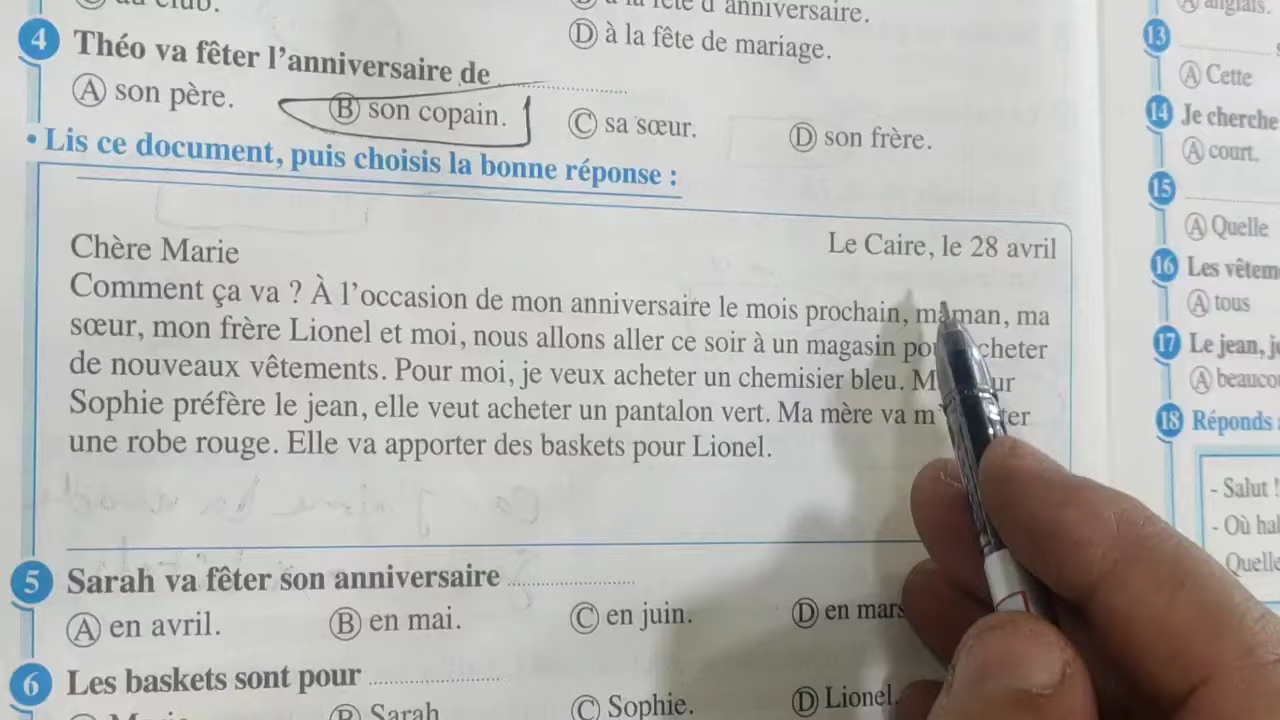 au club.
à la fête d'anniversaire.
D à la fête de mariage.
4 Théo va fêter l'anniversaire de ....................
A son père.
B son copain.
C sa sœur.
D son frère.
• Lis ce document, puis choisis la bonne réponse :
Le Caire, le 28 avril
Chère Marie
Comment ça va ? À l'occasion de mon anniversaire le mois prochain, maman, ma
sœur, mon frère Lionel et moi, nous allons aller ce soir à un magasin cheter
de nouveaux vêtements. Pour moi, je veux acheter un chemisier bleu.
Sophie préfère le jean, elle veut acheter un pantalon vert. Ma mère va
une robe rouge. Elle va apporter des baskets pour Lionel.
5 Sarah va fêter son anniversaire ....................
A en avril.
B en mai.
C en juin.
D en mars
6 Les baskets sont pour ....................
B Sarah
C Sophie.
D Lionel.
A anglais.
13
A Cette
14 Je cherche
A court.
15
A Quelle
16 Les vêtem
A tous
17 Le jean, j
A beauco
18 Réponds
- Salut !
- Où hal
Quelle